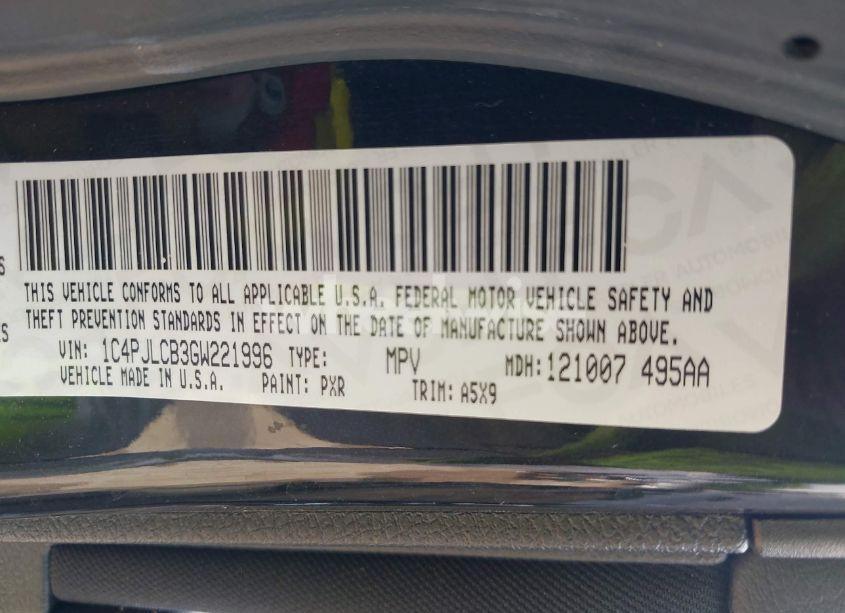 THIS VEHICLE CONFORMS TO ALL APPLICABLE U.S.A. FEDERAL MOTOR VEHICLE SAFETY AND
THEFT PREVENTION STANDARDS IN EFFECT ON THE DATE OF MANUFACTURE SHOWN ABOVE.
VIN: 1C4PJLCB3GW221996 TYPE: MPV MDH: 121007 495AA
VEHICLE MADE IN U.S.A. PAINT: PXR TRIM: A5X9